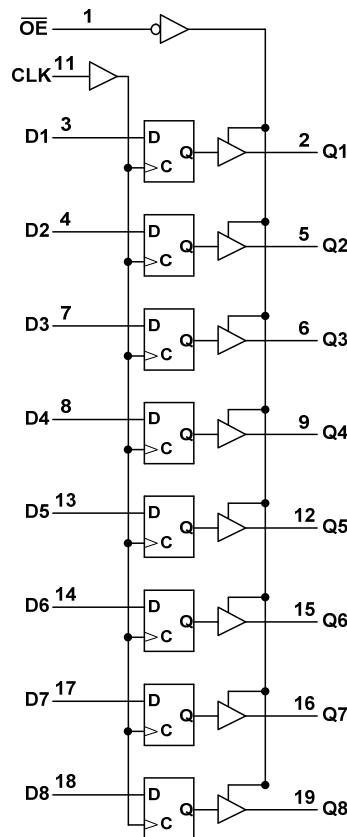 OE 1
CLK 11
D1 3 D Q C 2 Q1
D2 4 D Q C 5 Q2
D3 7 D Q C 6 Q3
D4 8 D Q C 9 Q4
D5 13 D Q C 12 Q5
D6 14 D Q C 15 Q6
D7 17 D Q C 16 Q7
D8 18 D Q C 19 Q8